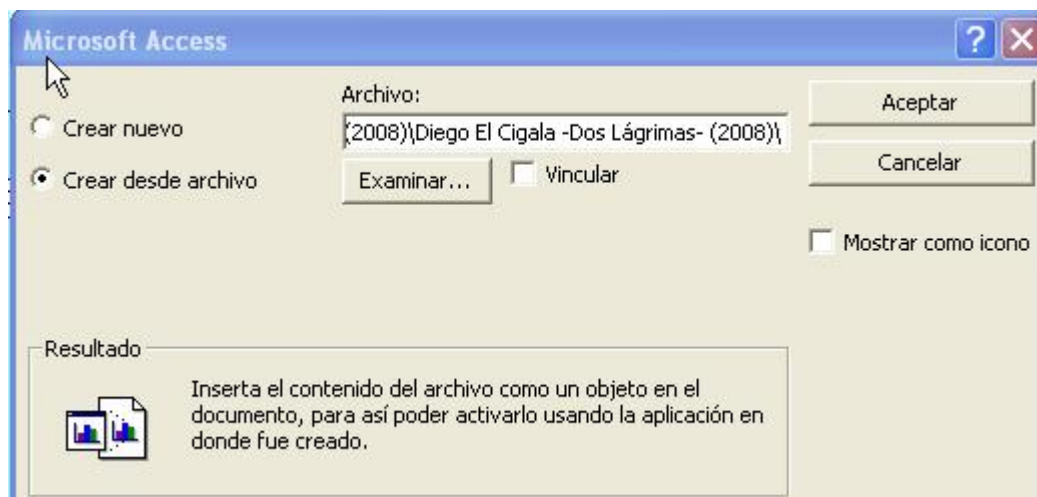 Microsoft Access
Archivo:
Aceptar
Crear nuevo
(2008)\Diego El Cigala -Dos Lágrimas- (2008)\
Cancelar
Crear desde archivo
Examinar...
Vincular
Mostrar como icono
Resultado
Inserta el contenido del archivo como un objeto en el
documento, para así poder activarlo usando la aplicación en
donde fue creado.